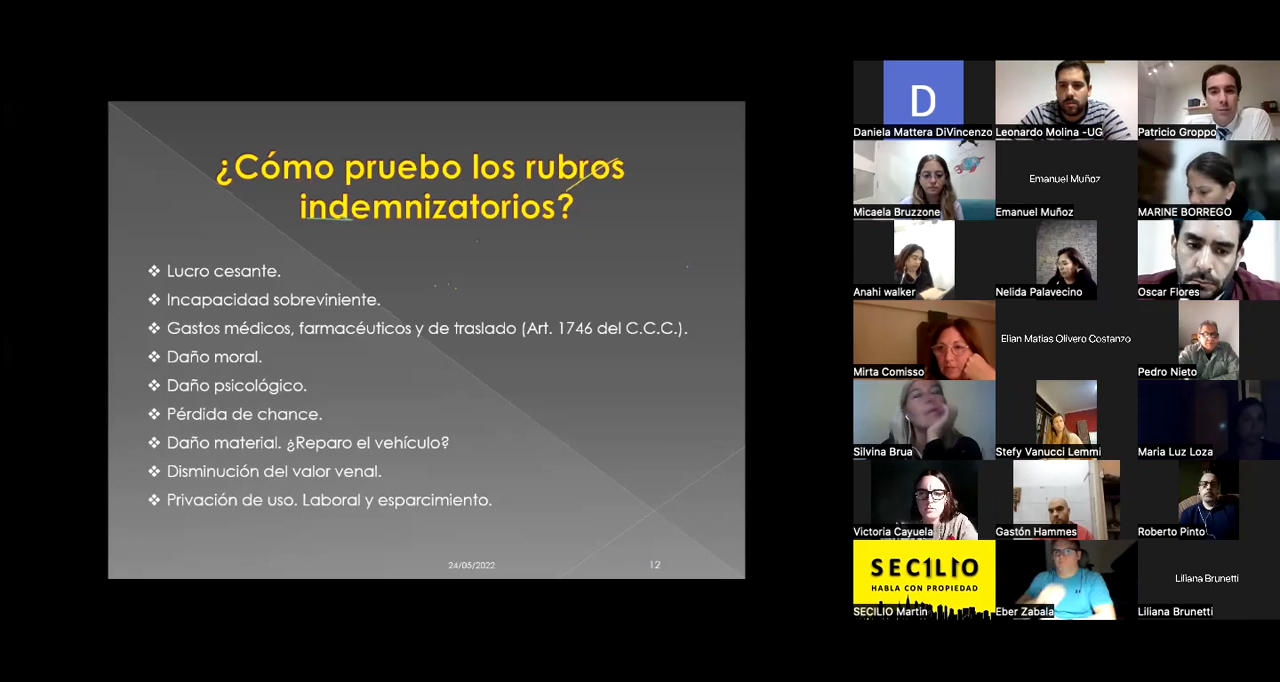 ¿Cómo pruebo los rubros
indemnizatorios?
❖ Lucro cesante.
❖ Incapacidad sobreviniente.
❖ Gastos médicos, farmacéuticos y de traslado (Art. 1746 del C.C.C.).
❖ Daño moral.
❖ Daño psicológico.
❖ Pérdida de chance.
❖ Daño material. ¿Reparo el vehículo?
❖ Disminución del valor venal.
❖ Privación de uso. Laboral y esparcimiento.
24/05/2022
12
D
Daniela Mattera DiVincenzo
Leonardo Molina -UG
Patricio Groppo
Micaela Bruzzone
Emanuel Muñoz
Emanuel Muñoz
MARINE BORREGO
Anahi walker
Nelida Palavecino
Oscar Flores
Mirta Comisso
Elian Matias Olivero Costanzo
Pedro Nieto
Silvina Brua
Stefy Vanucci Lemmi
Maria Luz Loza
Victoria Cayuela
Gastón Hammes
Roberto Pinto
SEC1LIO
HABLA CON PROPIEDAD
SECILIO Martin
Eber Zabala
Liliana Brunetti
Liliana Brunetti